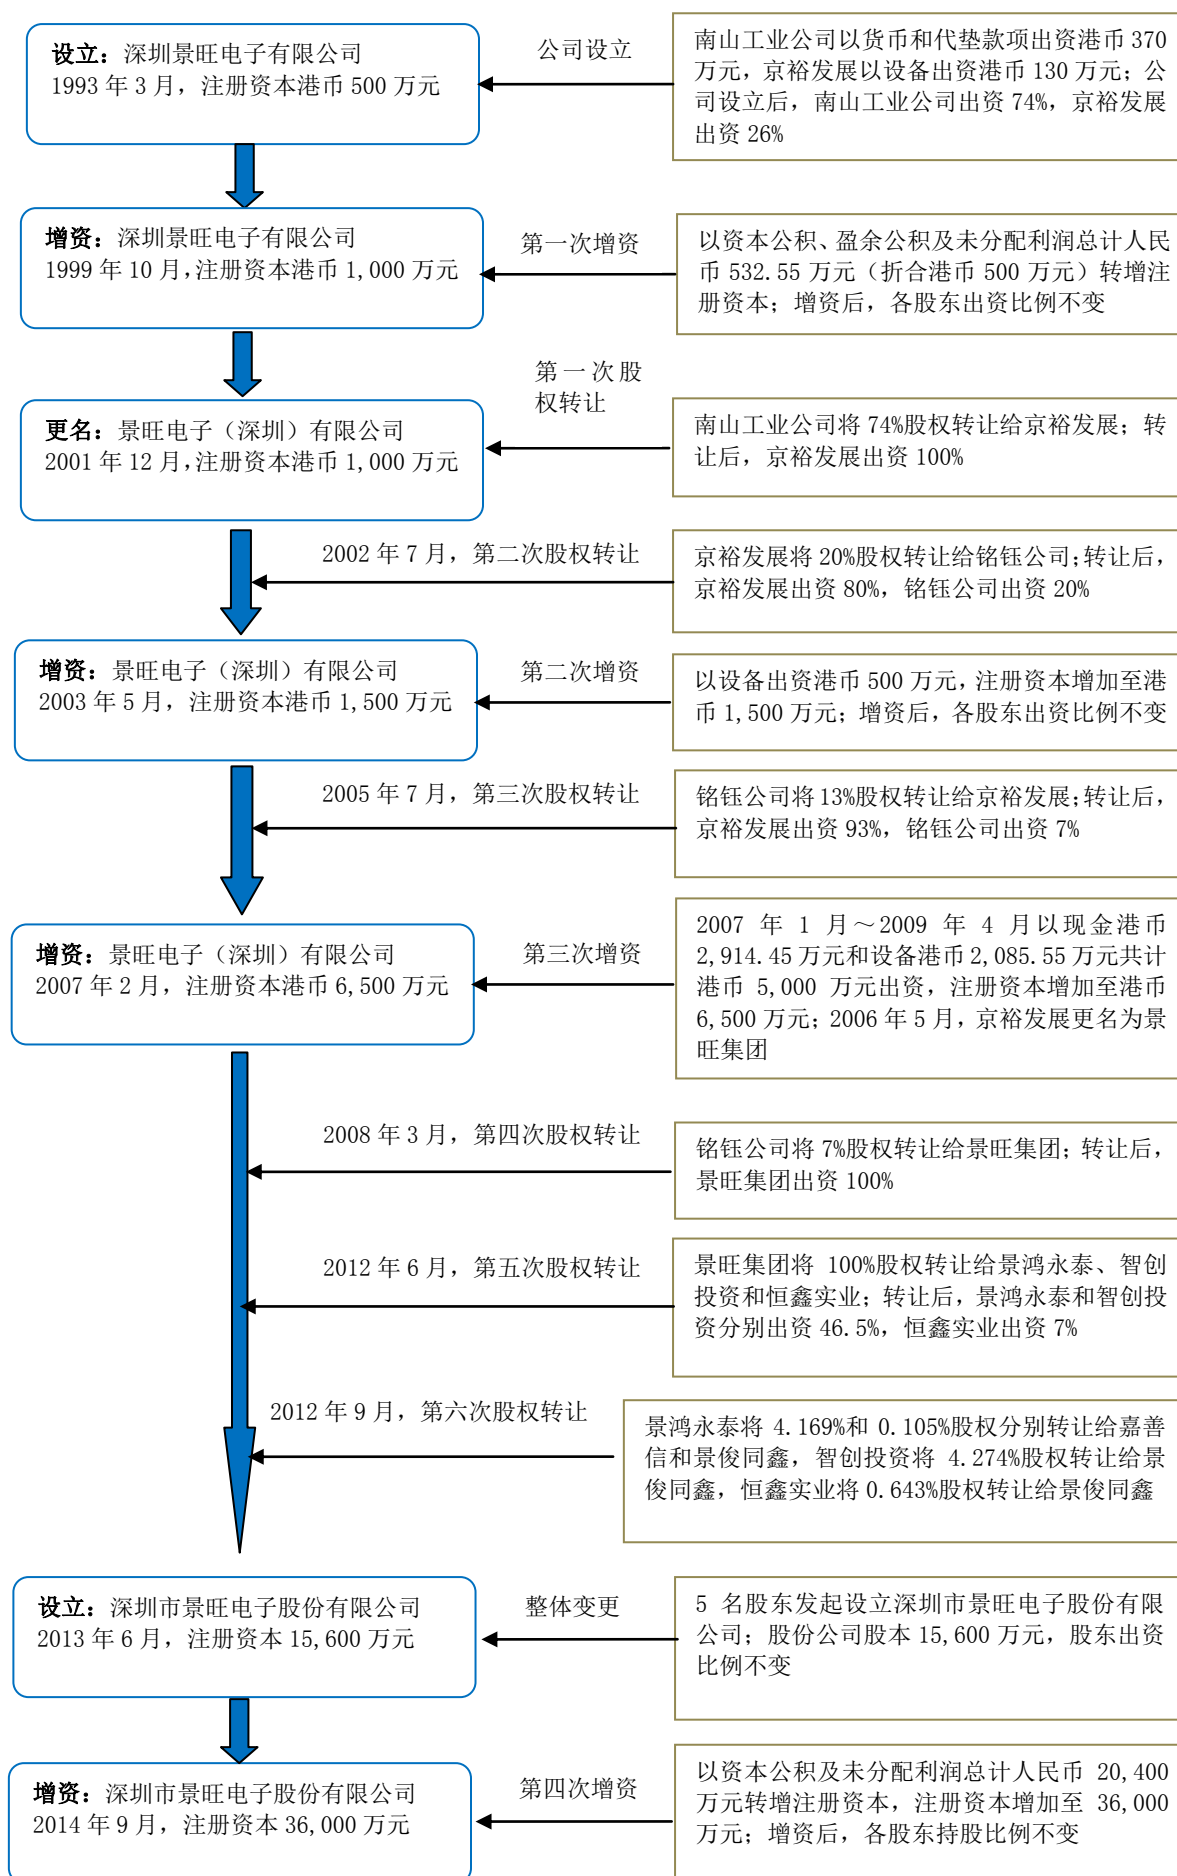 设立：深圳景旺电子有限公司
1993 年 3 月，注册资本港币 500 万元
公司设立
南山工业公司以货币和代垫款项出资港币 370
万元，京裕发展以设备出资港币 130 万元；公
司设立后，南山工业公司出资 74%，京裕发展
出资 26%
增资：深圳景旺电子有限公司
1999 年 10 月，注册资本港币 1,000 万元
第一次增资
以资本公积、盈余公积及未分配利润总计人民
币 532.55 万元（折合港币 500 万元）转增注
册资本；增资后，各股东出资比例不变
第一次股
权转让
更名：景旺电子（深圳）有限公司
2001 年 12 月，注册资本港币 1,000 万元
南山工业公司将 74%股权转让给京裕发展；转
让后，京裕发展出资 100%
2002 年 7 月，第二次股权转让
京裕发展将 20%股权转让给铭钰公司；转让后，
京裕发展出资 80%，铭钰公司出资 20%
增资：景旺电子（深圳）有限公司
2003 年 5 月，注册资本港币 1,500 万元
第二次增资
以设备出资港币 500 万元，注册资本增加至港
币 1,500 万元；增资后，各股东出资比例不变
2005 年 7 月，第三次股权转让
铭钰公司将 13%股权转让给京裕发展；转让后，
京裕发展出资 93%，铭钰公司出资 7%
增资：景旺电子（深圳）有限公司
2007 年 2 月，注册资本港币 6,500 万元
第三次增资
2007 年 1 月～2009 年 4 月以现金港币
2,914.45 万元和设备港币 2,085.55 万元共计
港币 5,000 万元出资，注册资本增加至港币
6,500 万元；2006 年 5 月，京裕发展更名为景
旺集团
2008 年 3 月，第四次股权转让
铭钰公司将 7%股权转让给景旺集团；转让后，
景旺集团出资 100%
2012 年 6 月，第五次股权转让
景旺集团将 100%股权转让给景鸿永泰、智创
投资和恒鑫实业；转让后，景鸿永泰和智创投
资分别出资 46.5%，恒鑫实业出资 7%
2012 年 9 月，第六次股权转让
景鸿永泰将 4.169%和 0.105%股权分别转让给嘉善
信和景俊同鑫，智创投资将 4.274%股权转让给景
俊同鑫，恒鑫实业将 0.643%股权转让给景俊同鑫
设立：深圳市景旺电子股份有限公司
2013 年 6 月，注册资本 15,600 万元
整体变更
5 名股东发起设立深圳市景旺电子股份有限
公司；股份公司股本 15,600 万元，股东出资
比例不变
增资：深圳市景旺电子股份有限公司
2014 年 9 月，注册资本 36,000 万元
第四次增资
以资本公积及未分配利润总计人民币 20,400
万元转增注册资本，注册资本增加至 36,000
万元；增资后，各股东持股比例不变